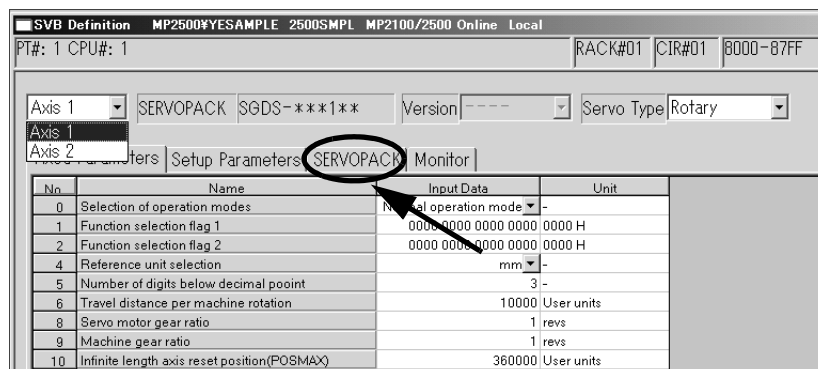 SVB Definition MP2500¥YESAMPLE 2500SMPL MP2100/2500 Online Local
PT#: 1 CPU#: 1 RACK#01 CIR#01 8000-87FF
Axis 1 SERVOPACK SGDS-***1** Version ---- Servo Type Rotary
Axis 1
Axis 2
Parameters Setup Parameters SERVOPACK Monitor
No Name Input Data Unit
0 Selection of operation modes Normal operation mode -
1 Function selection flag 1 0000 0000 0000 0000 0000 H
2 Function selection flag 2 0000 0000 0000 0000 0000 H
4 Reference unit selection mm -
5 Number of digits below decimal pooint 3 -
6 Travel distance per machine rotation 10000 User units
8 Servo motor gear ratio 1 revs
9 Machine gear ratio 1 revs
10 Infinite length axis reset position(POSMAX) 360000 User units